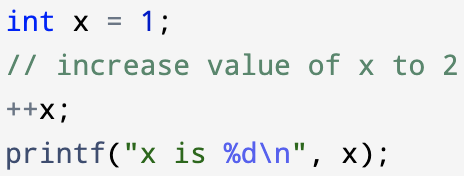 int x = 1;
// increase value of x to 2
++x;
printf("x is %d\n", x);